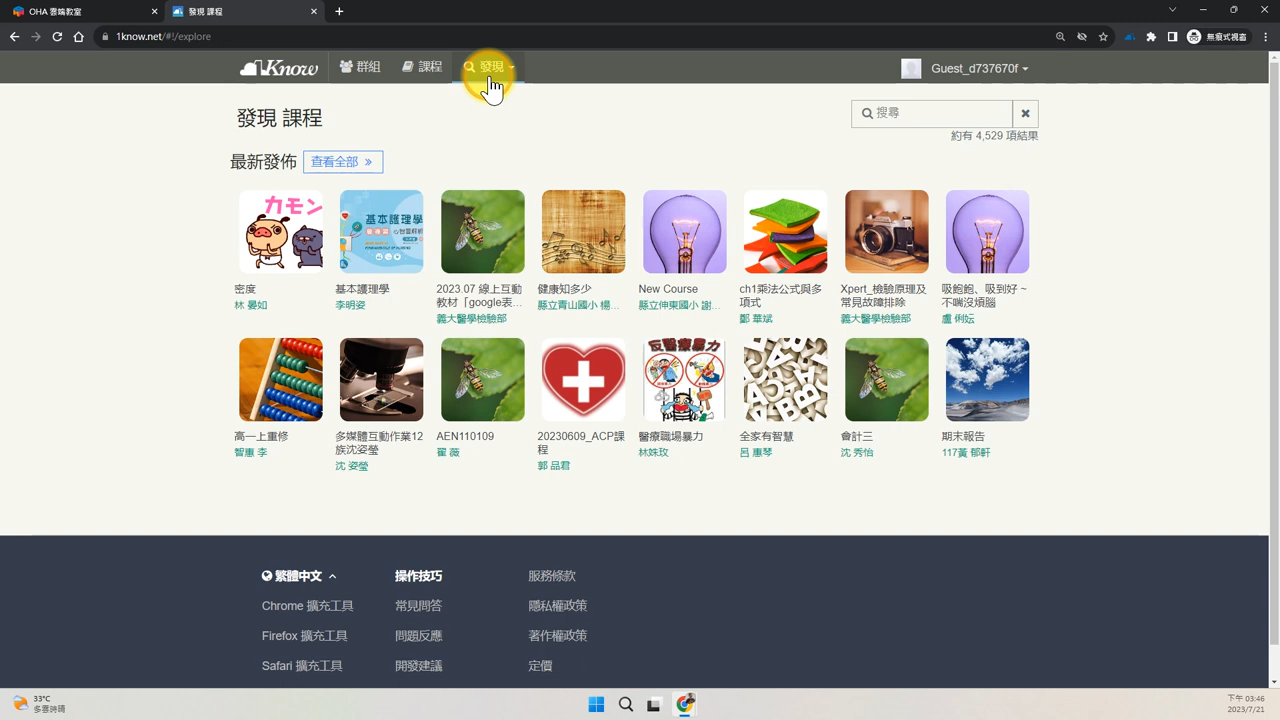 OHA 雲端教室
發現 課程
1know.net/#!/explore
無痕式視窗
1Know
群組
課程
發現
Guest_d737670f
發現 課程
搜尋
約有 4,529 項結果
最新發佈
查看全部 »
カモン
基本護理學
密度
林 晏如
基本護理學
李明姿
2023.07 線上互動
教材「google表...
義大醫學檢驗部
健康知多少
縣立青山國小 楊...
New Course
縣立伸東國小 謝...
ch1乘法公式與多
項式
鄭 華斌
Xpert_檢驗原理及
常見故障排除
義大醫學檢驗部
吸飽飽、吸到好 ~
不喘沒煩腦
盧 俐妘
反醫療暴力
高一上重修
智惠 李
多媒體互動作業12
族沈姿瑩
沈 姿瑩
AEN110109
翟 薇
20230609_ACP課
程
郭 品君
醫療職場暴力
林姝玫
全家有智慧
呂 惠琴
會計三
沈 秀怡
期末報告
117黃 郁軒
繁體中文
操作技巧
服務條款
Chrome 擴充工具
常見問答
隱私權政策
Firefox 擴充工具
問題反應
著作權政策
Safari 擴充工具
開發建議
定價
33°C
多雲時晴
下午 03:46
2023/7/21